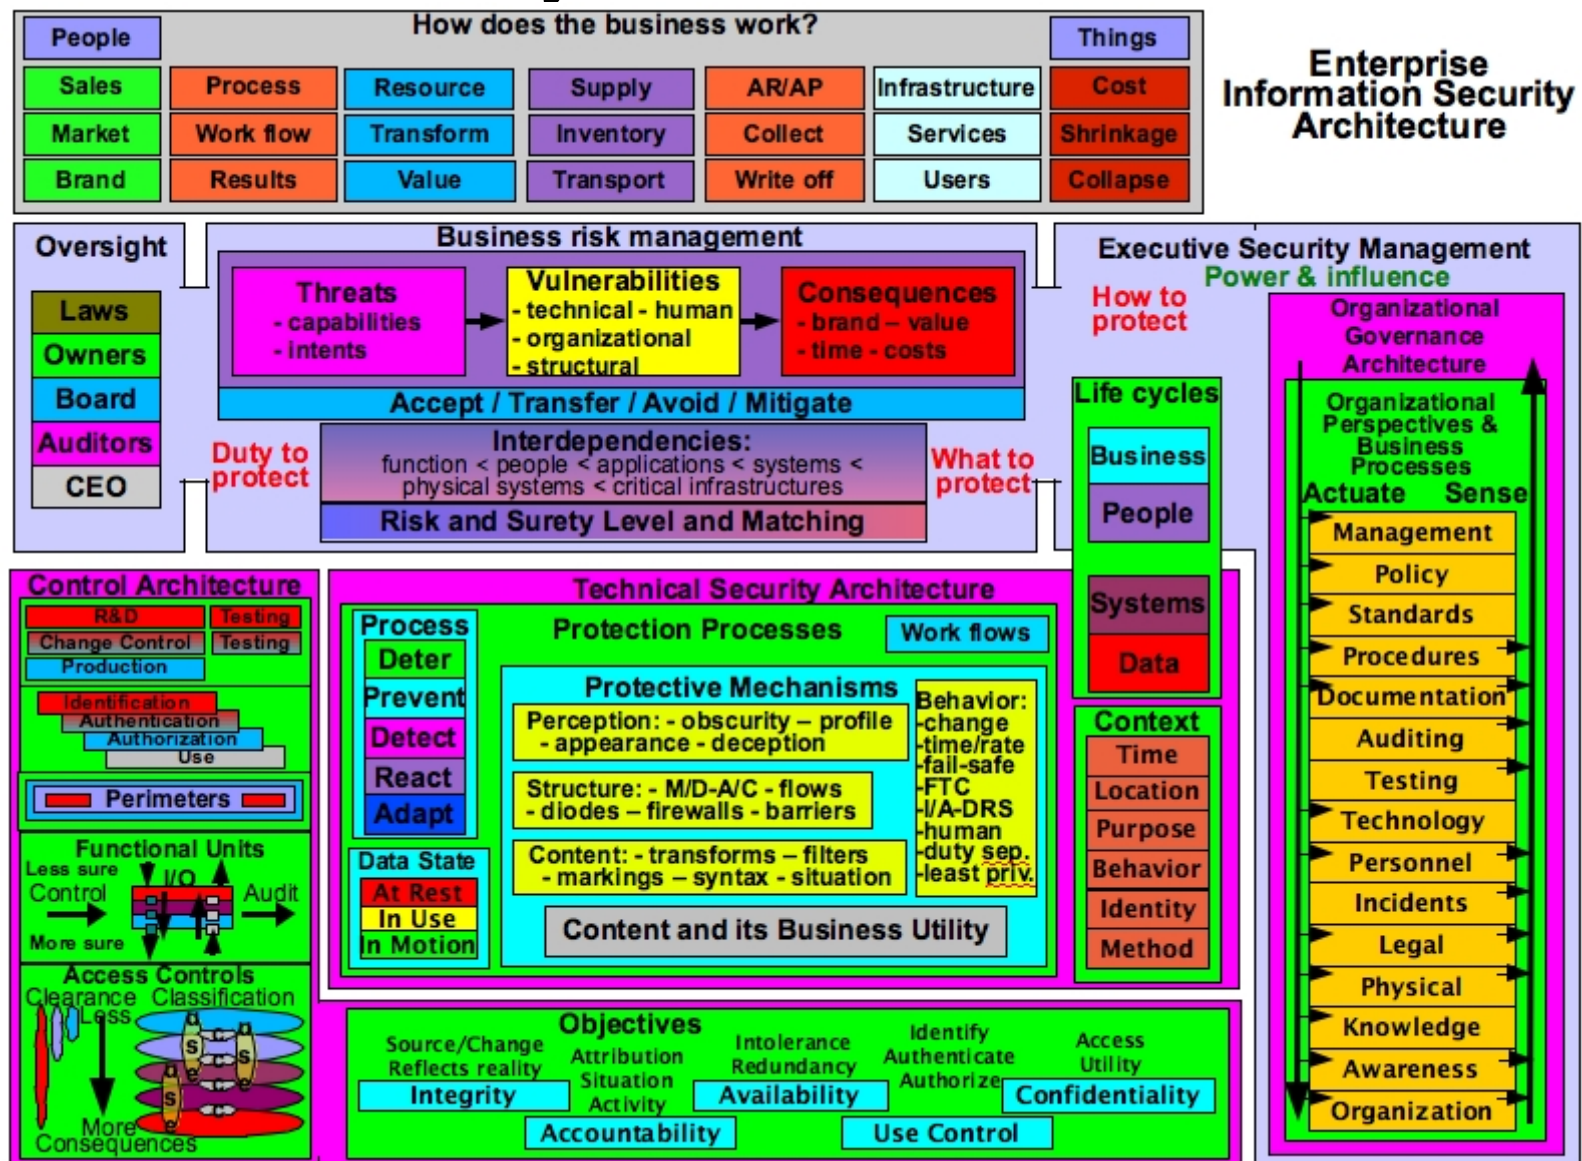 How does the business work?
People
Things
Sales
Process
Resource
Supply
AR/AP
Infrastructure
Cost
Market
Work flow
Transform
Inventory
Collect
Services
Shrinkage
Brand
Results
Value
Transport
Write off
Users
Collapse
Enterprise
Information Security
Architecture
Oversight
Laws
Owners
Board
Auditors
CEO
Business risk management
Threats
- capabilities
- intents
Vulnerabilities
- technical - human
- organizational
- structural
Consequences
- brand – value
- time - costs
Accept / Transfer / Avoid / Mitigate
Duty to
protect
Interdependencies:
function < people < applications < systems <
physical systems < critical infrastructures
Risk and Surety Level and Matching
What to
protect
Executive Security Management
Power & influence
How to
protect
Life cycles
Business
People
Systems
Data
Organizational
Governance
Architecture
Organizational
Perspectives &
Business
Processes
Actuate
Sense
Management
Policy
Standards
Procedures
Documentation
Auditing
Testing
Technology
Personnel
Incidents
Legal
Physical
Knowledge
Awareness
Organization
Control Architecture
R&D
Testing
Change Control
Testing
Production
Identification
Authentication
Authorization
Use
Perimeters
Functional Units
Less sure
I/O
Control
Audit
More sure
Access Controls
Clearance
Classification
Less
More
Consequences
Technical Security Architecture
Process
Deter
Prevent
Detect
React
Adapt
Data State
At Rest
In Use
In Motion
Protection Processes
Work flows
Protective Mechanisms
Perception: - obscurity – profile
- appearance - deception
Structure: - M/D-A/C - flows
- diodes – firewalls - barriers
Content: - transforms – filters
- markings – syntax - situation
Behavior:
-change
-time/rate
-fail-safe
-FTC
-I/A-DRS
-human
-duty sep.
-least priv.
Content and its Business Utility
Context
Time
Location
Purpose
Behavior
Identity
Method
Objectives
Source/Change
Reflects reality
Integrity
Attribution
Situation
Activity
Accountability
Intolerance
Redundancy
Availability
Identify
Authenticate
Authorize
Use Control
Access
Utility
Confidentiality